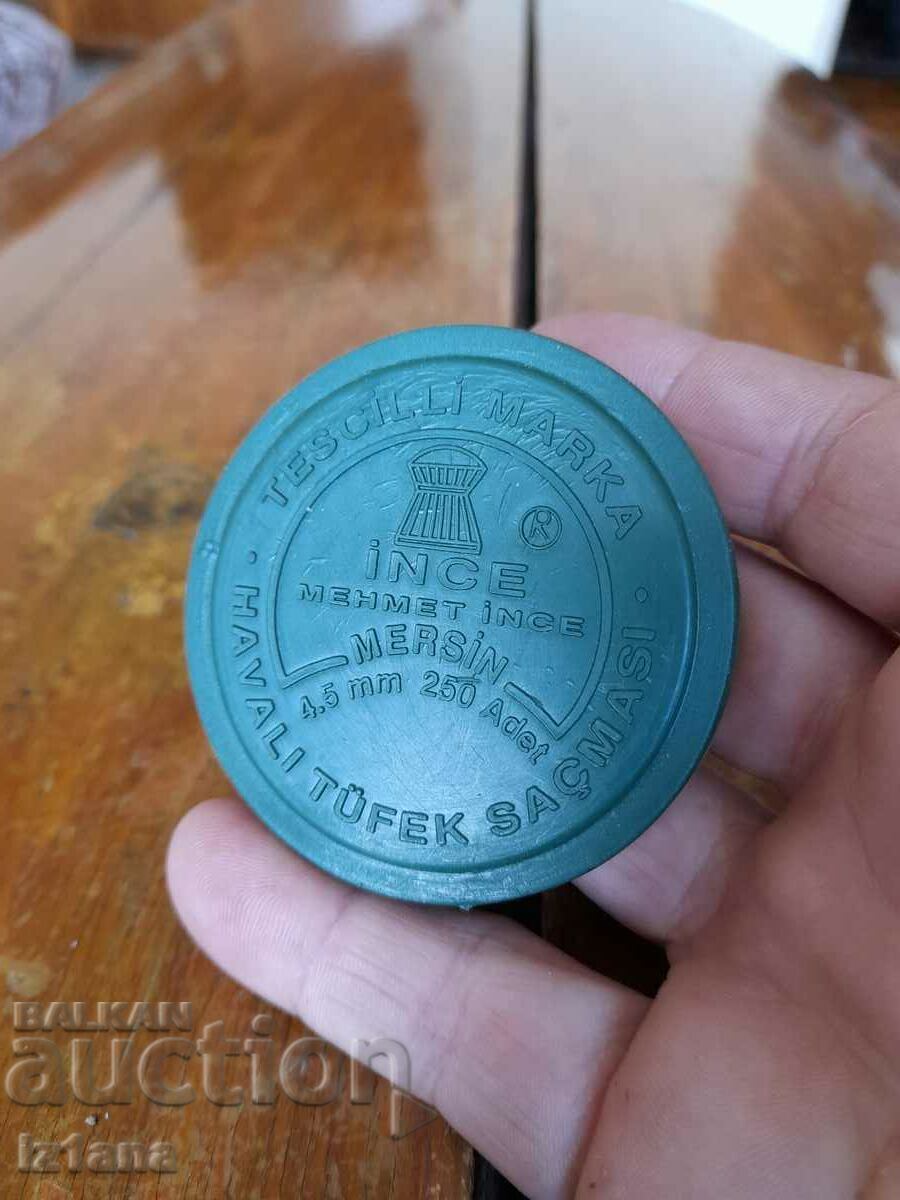 TESCİLLİ MARKA
K
İNCE
MEHMET İNCE
MERSİN
4.5 mm 250 Adet
• HAVALI TÜFEK SAÇMASI •
BALKAN
auction
iz1ana